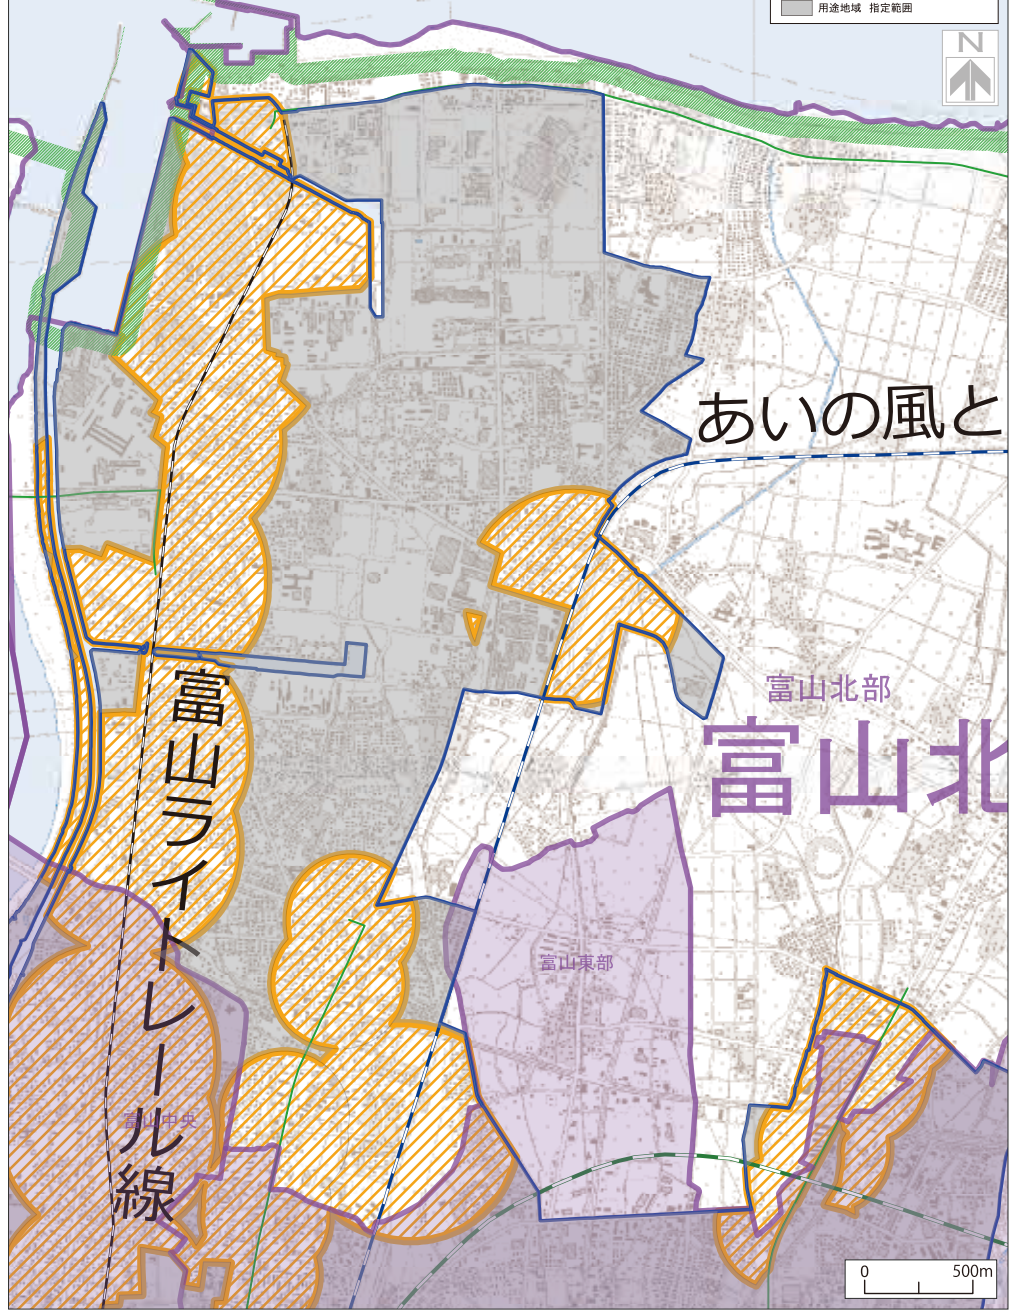 用途地域 指定範囲
N
あいの風と
富山北部
富山北
富山ライトレール線
富山東部
富山中央
0 500m